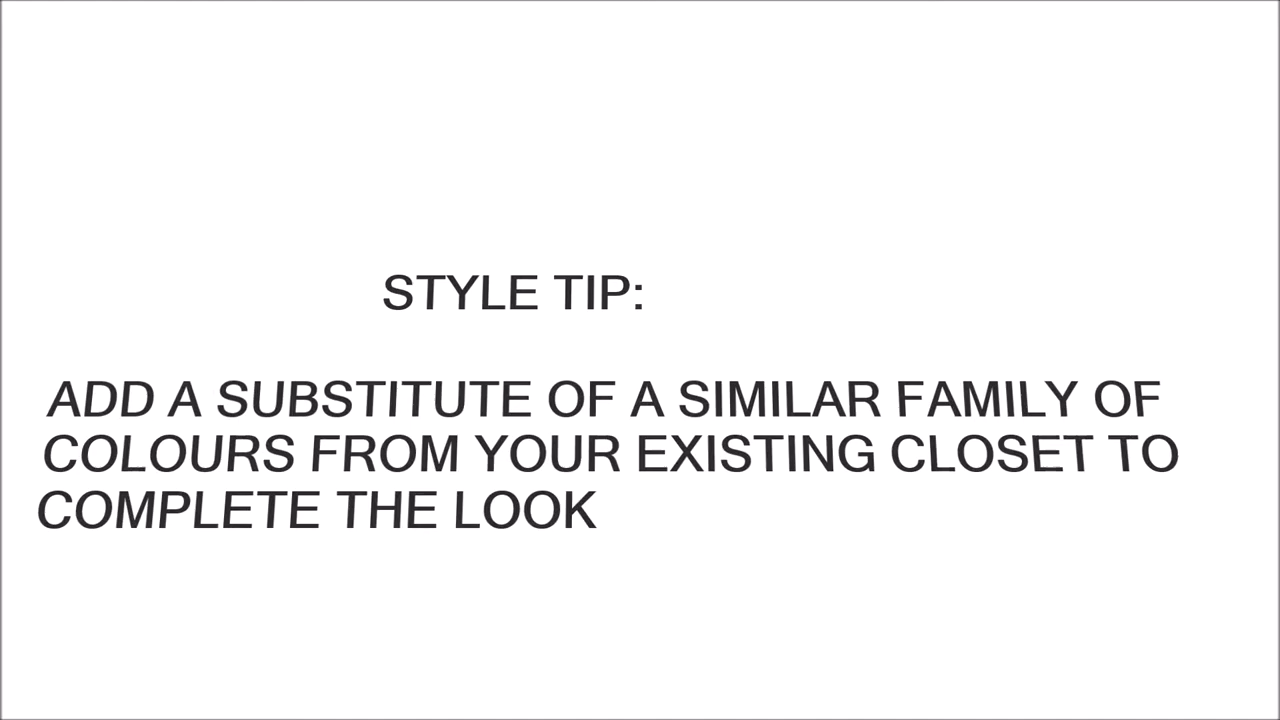 STYLE TIP:
ADD A SUBSTITUTE OF A SIMILAR FAMILY OF
COLOURS FROM YOUR EXISTING CLOSET TO
COMPLETE THE LOOK